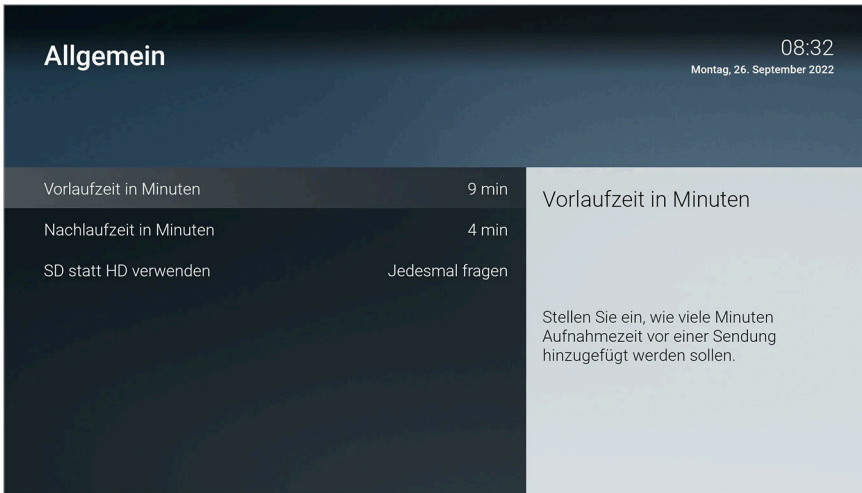 Allgemein
08:32
Montag, 26. September 2022
Vorlaufzeit in Minuten 9 min
Nachlaufzeit in Minuten 4 min
SD statt HD verwenden Jedesmal fragen
Vorlaufzeit in Minuten
Stellen Sie ein, wie viele Minuten
Aufnahmezeit vor einer Sendung
hinzugefügt werden sollen.